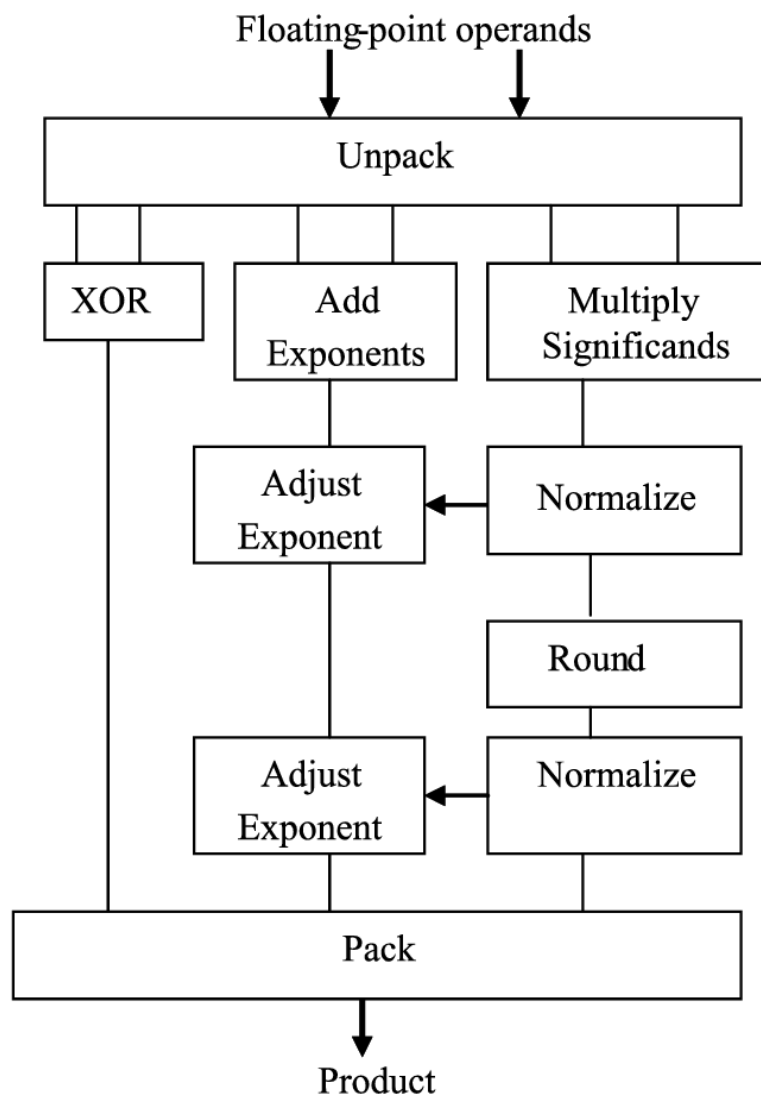 Floating-point operands
Unpack
XOR
Add
Exponents
Multiply
Significands
Adjust
Exponent
Normalize
Round
Adjust
Exponent
Normalize
Pack
Product